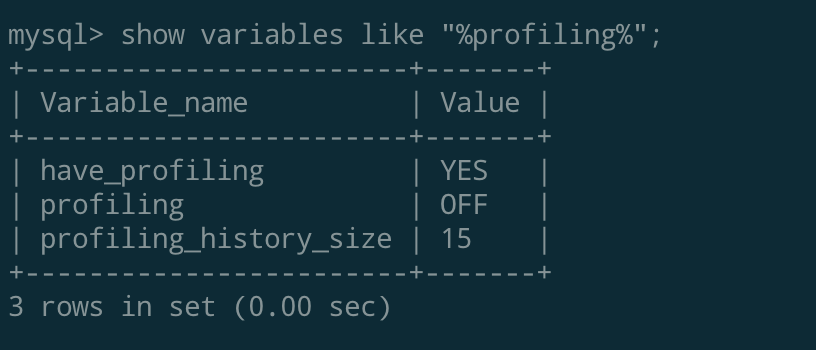 mysql> show variables like "%profiling%";
+------------------------+-------+
| Variable_name          | Value |
+------------------------+-------+
| have_profiling         | YES   |
| profiling              | OFF   |
| profiling_history_size | 15    |
+------------------------+-------+
3 rows in set (0.00 sec)